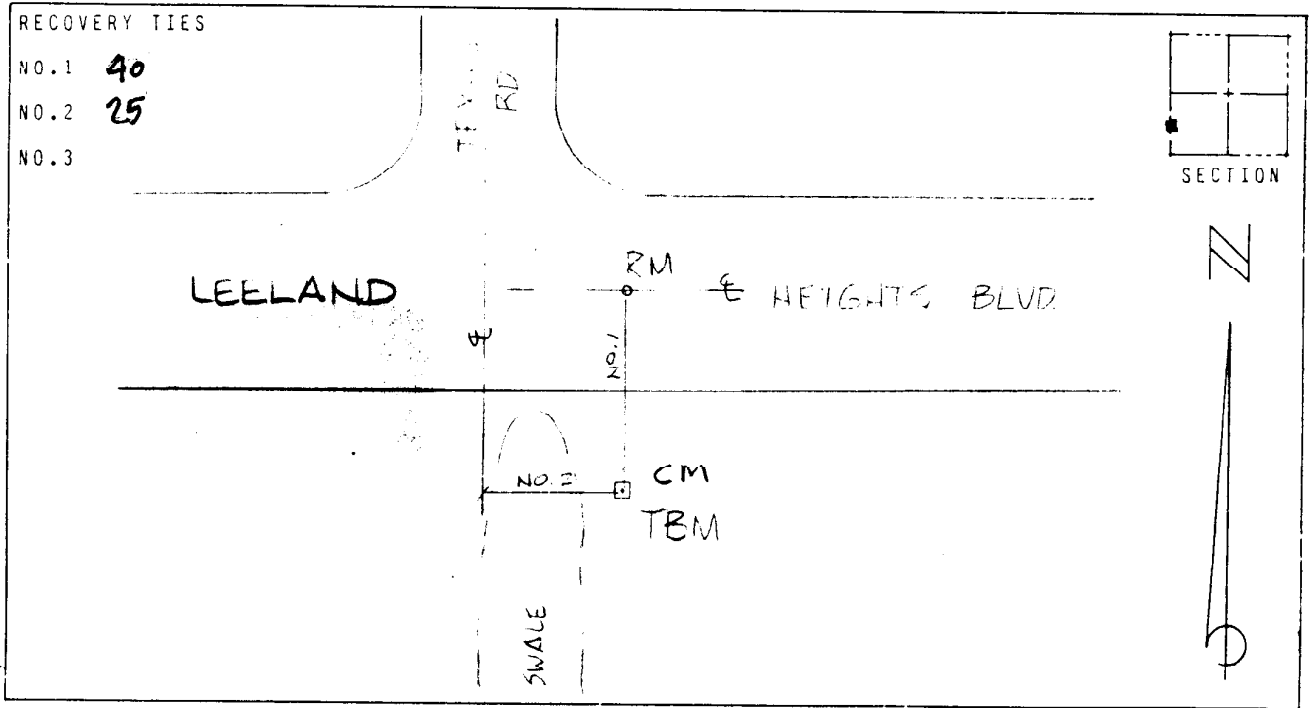 RECOVERY TIES
NO.1 40
NO.2 25
NO.3
RD
SECTION
N
RM
LEELAND
℄ HEIGHTS BLVD.
℄
NO.1
NO.2
CM
TBM
SWALE